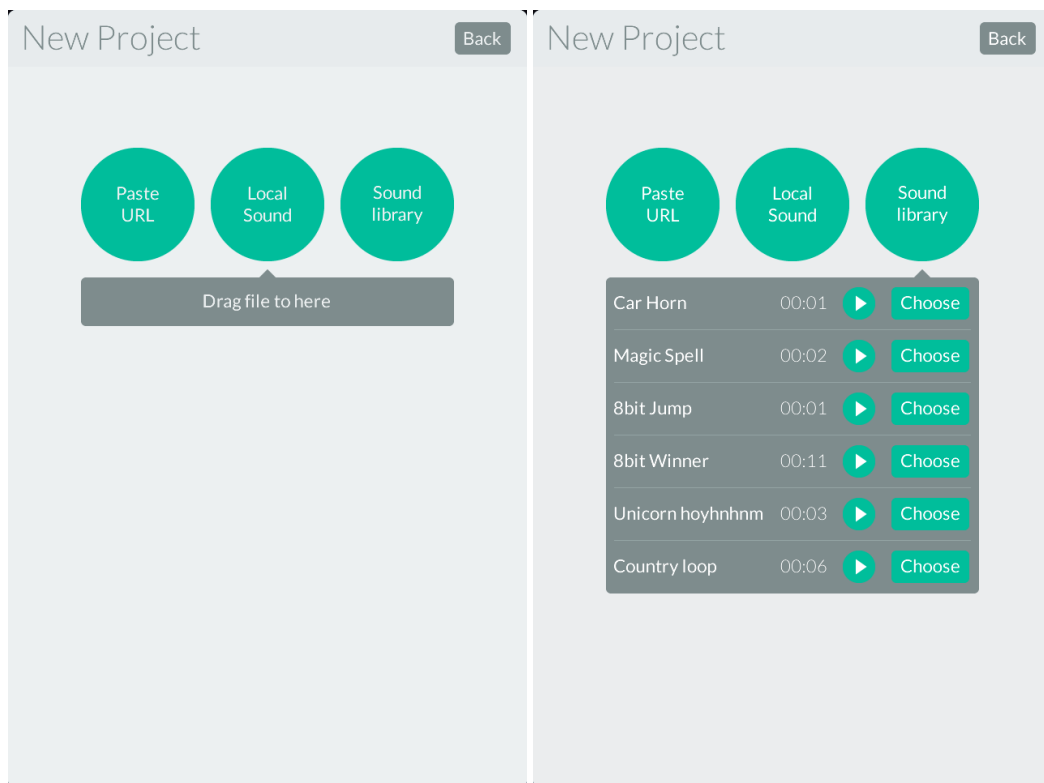 New Project
Back
Paste
URL
Local
Sound
Sound
library
Drag file to here
New Project
Back
Paste
URL
Local
Sound
Sound
library
Car Horn 00:01 Choose
Magic Spell 00:02 Choose
8bit Jump 00:01 Choose
8bit Winner 00:11 Choose
Unicorn hoyhnhnm 00:03 Choose
Country loop 00:06 Choose